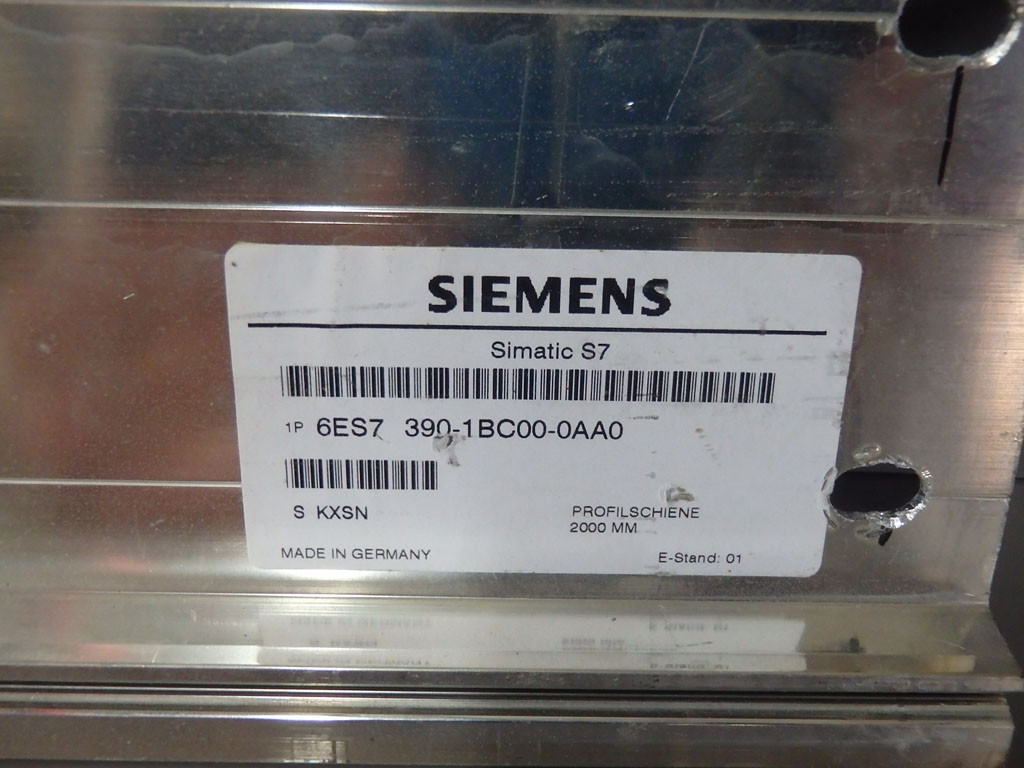 SIEMENS
Simatic S7
1P 6ES7 390-1BC00-0AA0
S KXSN
PROFILSCHIENE
2000 MM
MADE IN GERMANY
E-Stand: 01